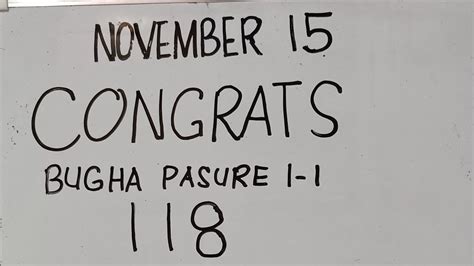 NOVEMBER 15
CONGRATS
BUGHA PASURE 1-1
118